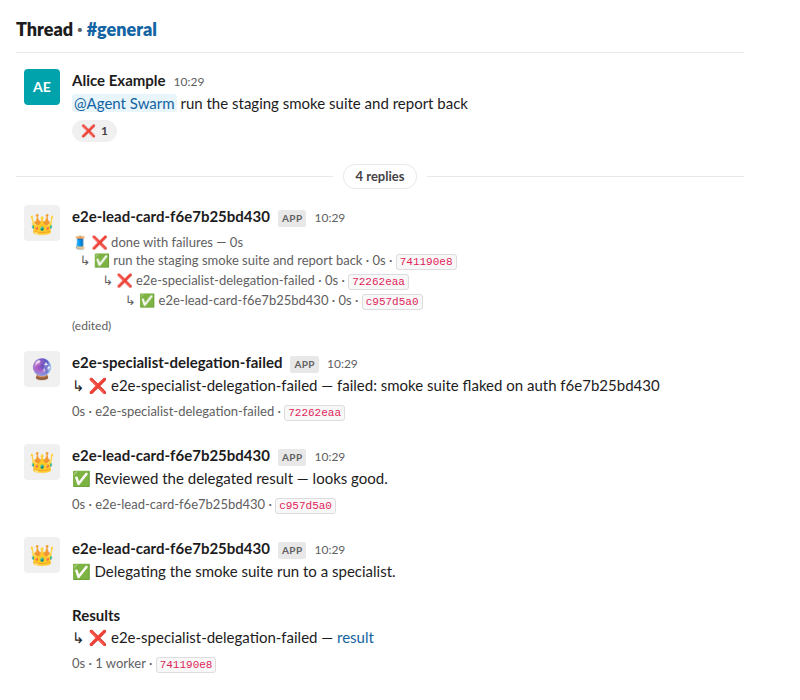 Thread • #general
AE
Alice Example 10:29
@Agent Swarm run the staging smoke suite and report back
❌ 1
4 replies
e2e-lead-card-f6e7b25bd430 APP 10:29
🧵 ❌ done with failures — 0s
↳ ✅ run the staging smoke suite and report back · 0s · 741190e8
↳ ❌ e2e-specialist-delegation-failed · 0s · 72262eaa
↳ ✅ e2e-lead-card-f6e7b25bd430 · 0s · c957d5a0
(edited)
e2e-specialist-delegation-failed APP 10:29
↳ ❌ e2e-specialist-delegation-failed — failed: smoke suite flaked on auth f6e7b25bd430
0s · e2e-specialist-delegation-failed · 72262eaa
e2e-lead-card-f6e7b25bd430 APP 10:29
✅ Reviewed the delegated result — looks good.
0s · e2e-lead-card-f6e7b25bd430 · c957d5a0
e2e-lead-card-f6e7b25bd430 APP 10:29
✅ Delegating the smoke suite run to a specialist.
Results
↳ ❌ e2e-specialist-delegation-failed — result
0s · 1 worker · 741190e8